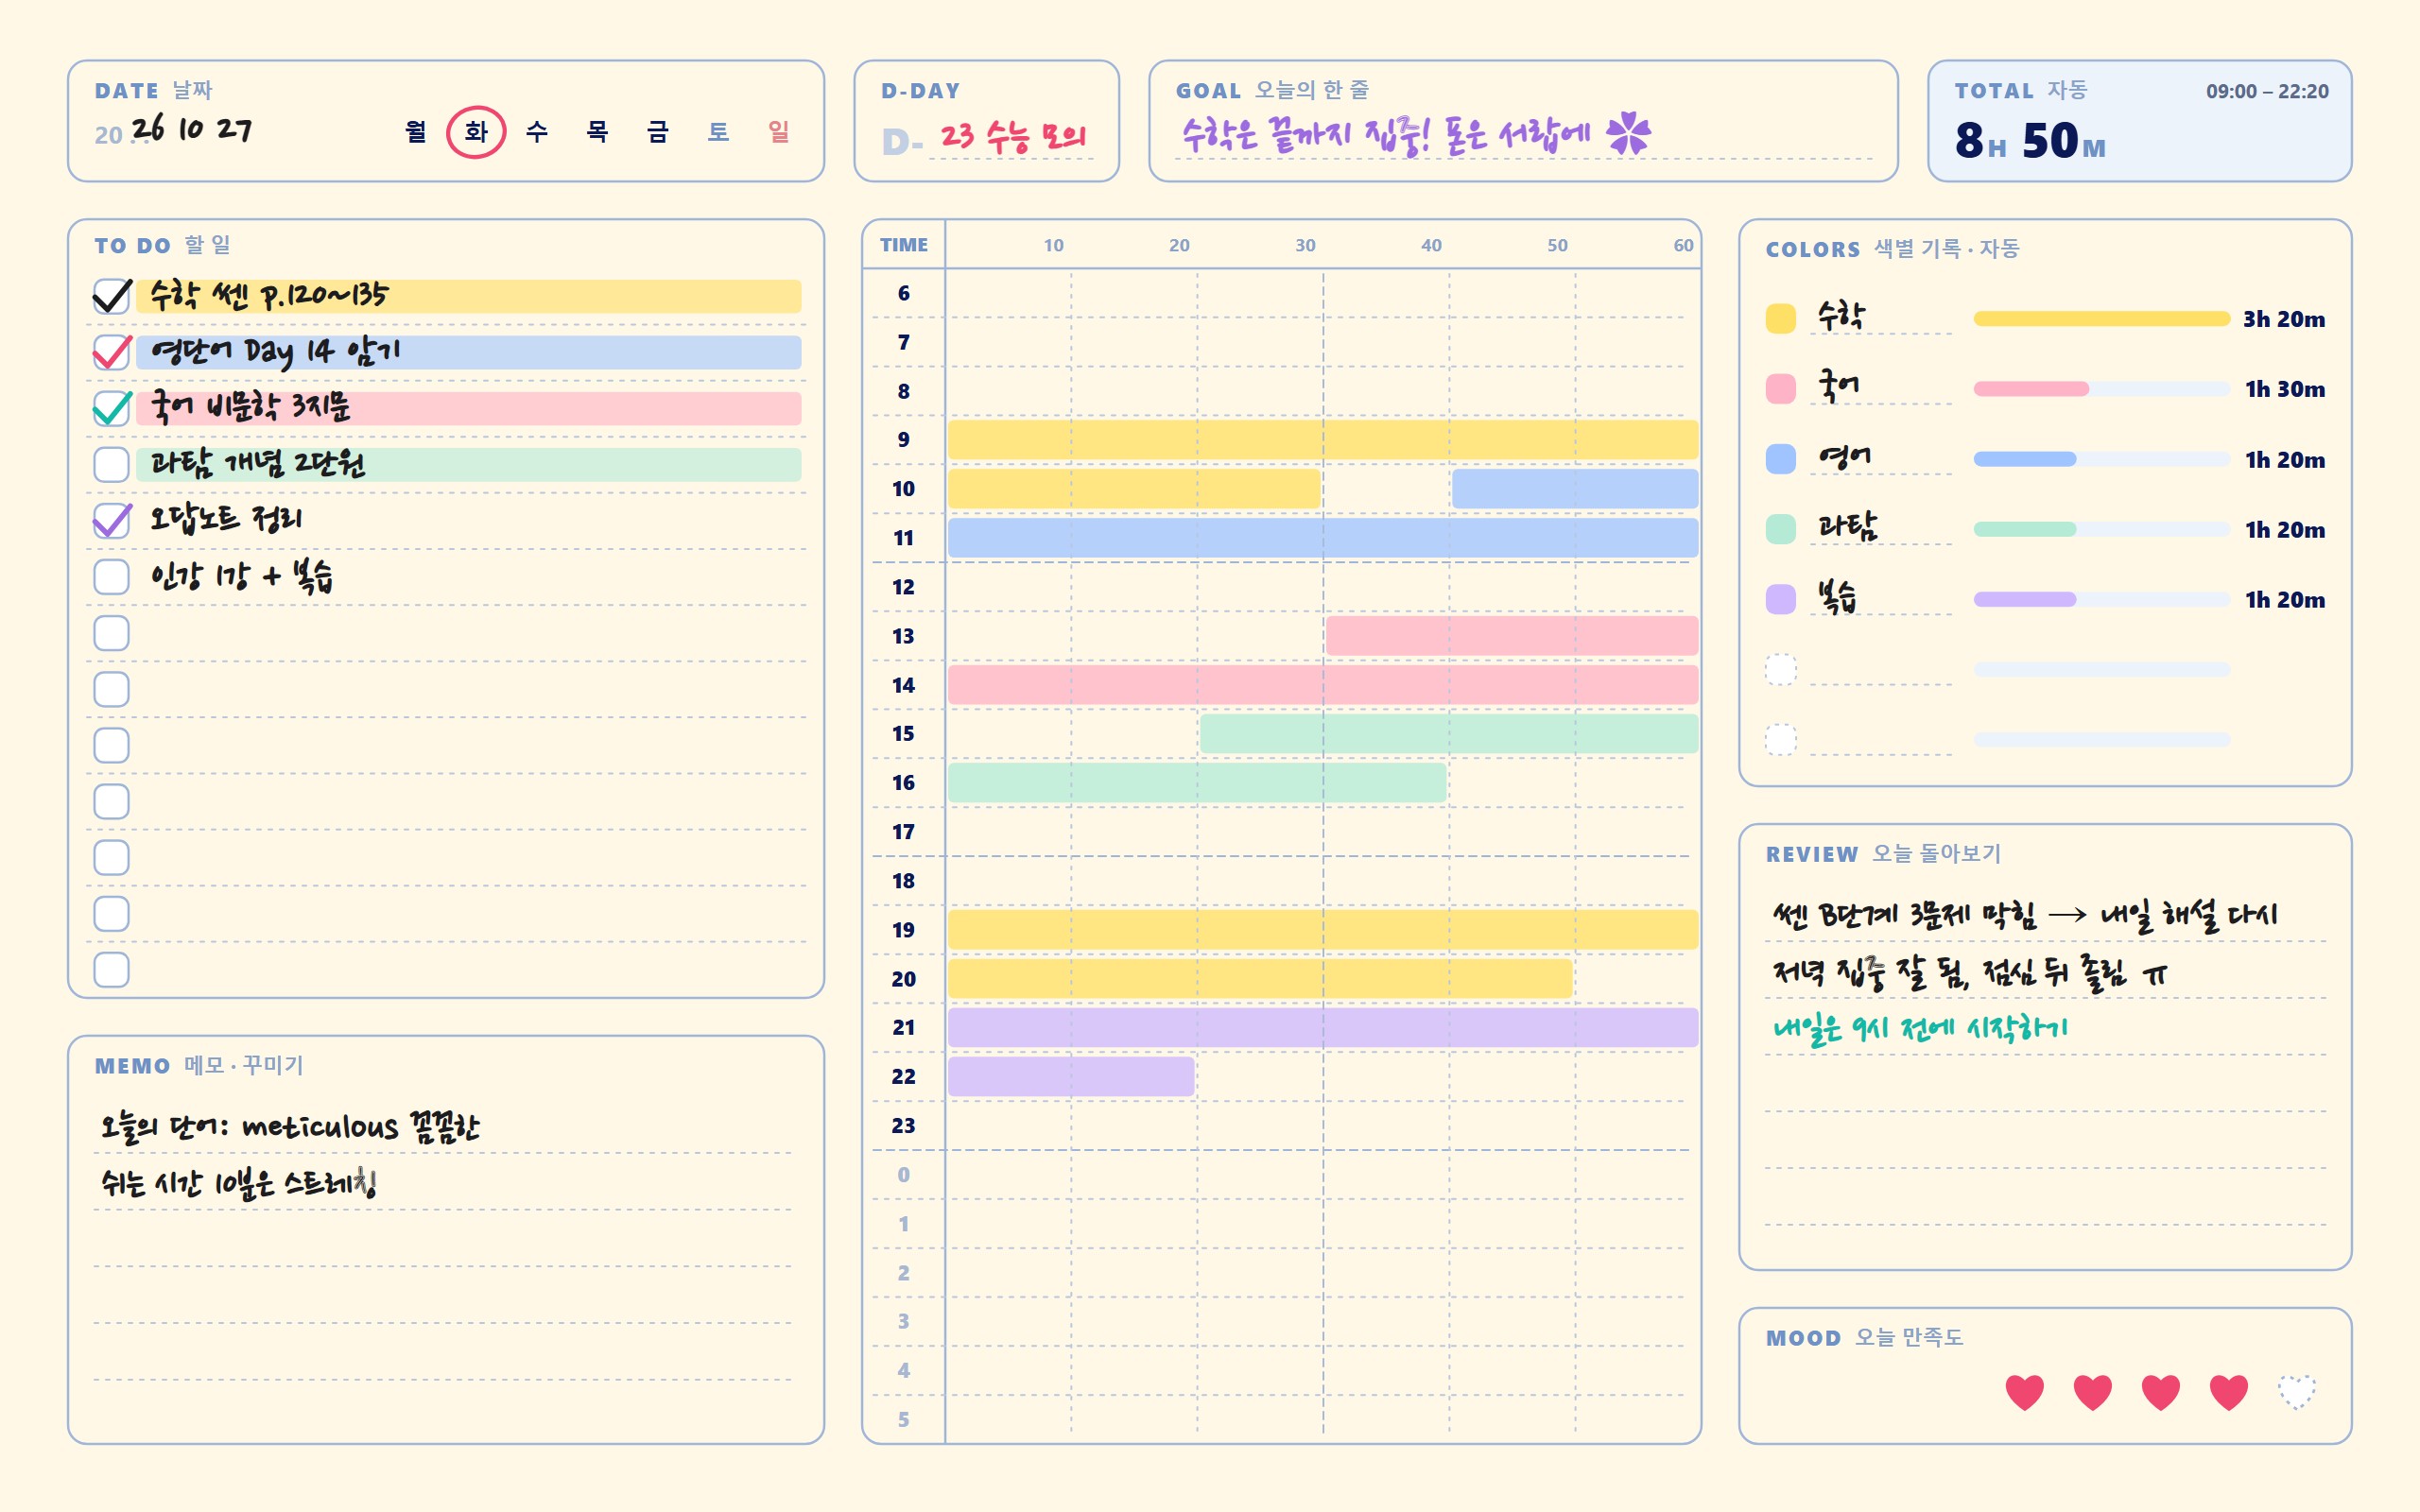 DATE 날짜
20 . . 26 10 27
월 화 수 목 금 토 일
D-DAY
D- 23 수능 모의
GOAL 오늘의 한 줄
수학은 끝까지 집중! 폰은 서랍에
TOTAL 자동 09:00 – 22:20
8H 50M
TO DO 할 일
수학 쎈 p.120~135
영단어 Day 14 암기
국어 비문학 3지문
과탐 개념 2단원
오답노트 정리
인강 1강 + 복습
MEMO 메모 · 꾸미기
오늘의 단어: meticulous 꼼꼼한
쉬는 시간 10분은 스트레칭
TIME 10 20 30 40 50 60
6
7
8
9
10
11
12
13
14
15
16
17
18
19
20
21
22
23
0
1
2
3
4
5
COLORS 색별 기록 · 자동
수학 3h 20m
국어 1h 30m
영어 1h 20m
과탐 1h 20m
복습 1h 20m
REVIEW 오늘 돌아보기
쎈 B단계 3문제 막힘 → 내일 해설 다시
저녁 집중 잘 됨, 점심 뒤 졸림 ㅠ
내일은 9시 전에 시작하기
MOOD 오늘 만족도